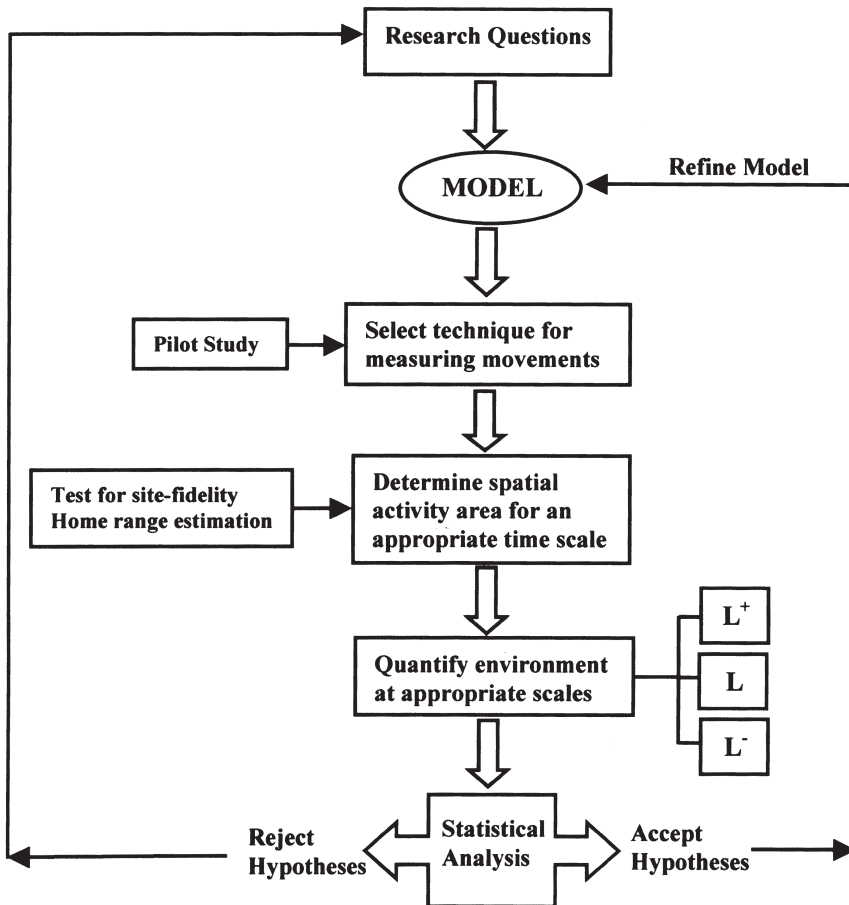 Research Questions
MODEL
Refine Model
Pilot Study
Select technique for
measuring movements
Test for site-fidelity
Home range estimation
Determine spatial
activity area for an
appropriate time scale
Quantify environment
at appropriate scales
L⁺
L
L⁻
Reject
Hypotheses
Statistical
Analysis
Accept
Hypotheses